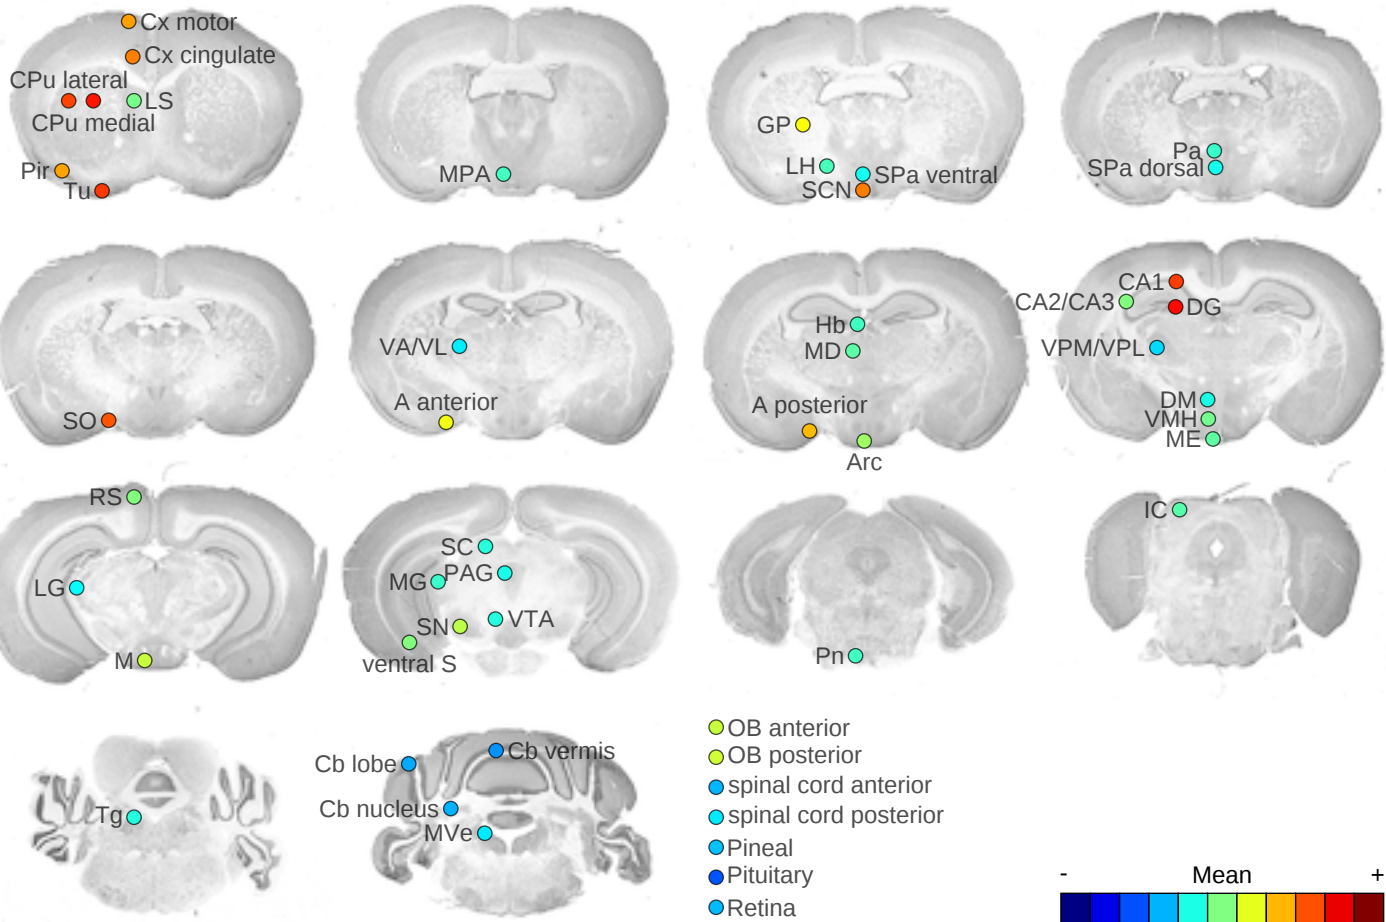 Cx motor
Cx cingulate
CPu lateral
LS
CPu medial
Pir
Tu
MPA
GP
LH
SPa ventral
SCN
Pa
SPa dorsal
SO
VA/VL
A anterior
Hb
MD
A posterior
Arc
CA1
CA2/CA3
DG
VPM/VPL
DM
VMH
ME
RS
LG
M
SC
MG
PAG
SN
VTA
ventral S
Pn
IC
Tg
Cb lobe
Cb vermis
Cb nucleus
MVe
OB anterior
OB posterior
spinal cord anterior
spinal cord posterior
Pineal
Pituitary
Retina
- Mean +